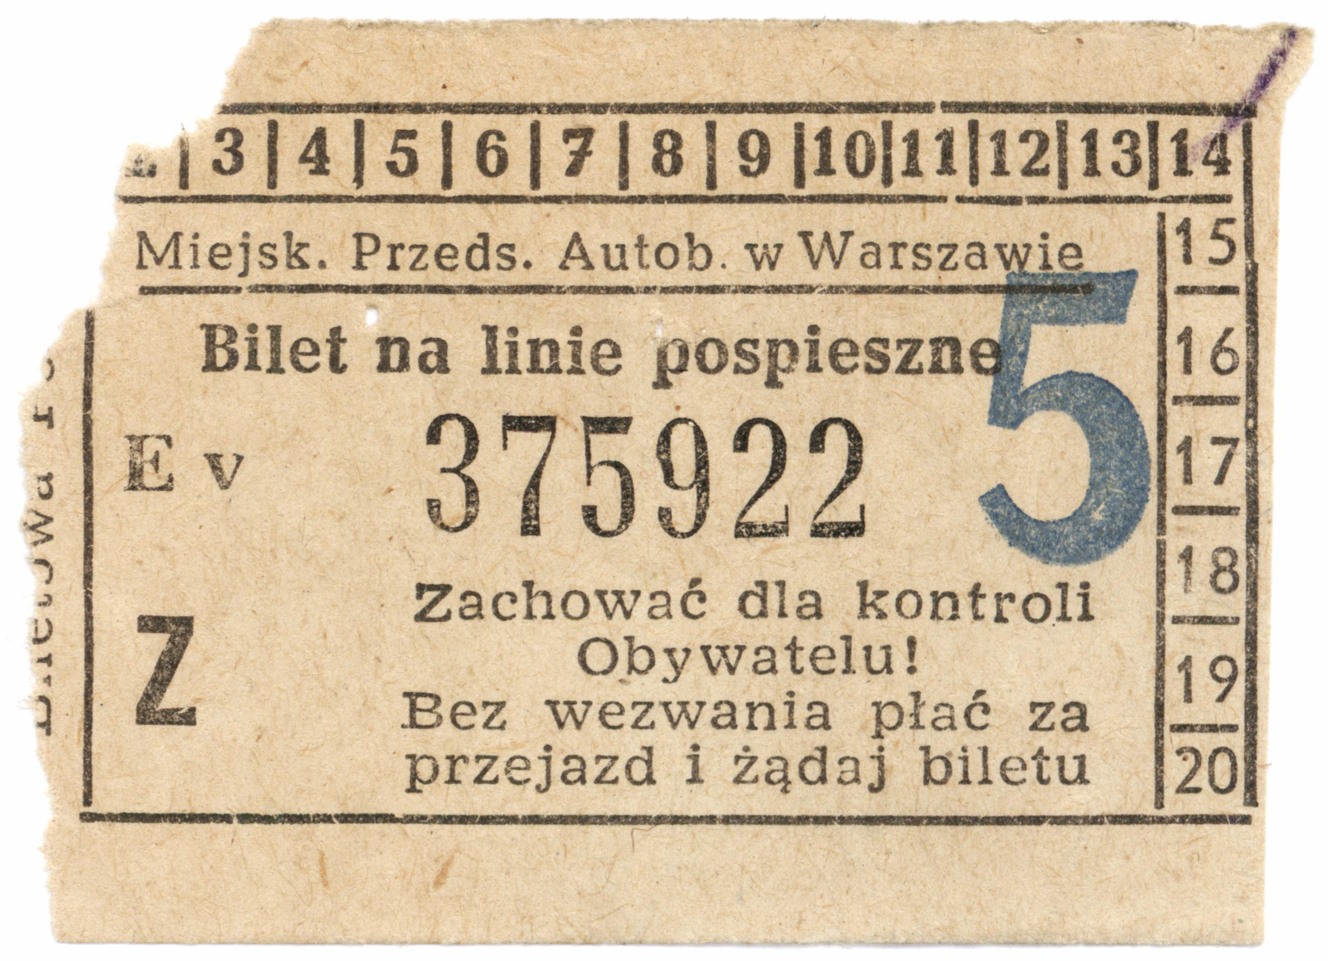 3 4 5 6 7 8 9 10 11 12 13 14
Miejsk. Przeds. Autob. w Warszawie
Bilet na linie pospieszne
5
E v 375922
Z
Zachować dla kontroli
Obywatelu!
Bez wezwania płać za
przejazd i żądaj biletu
15
16
17
18
19
20